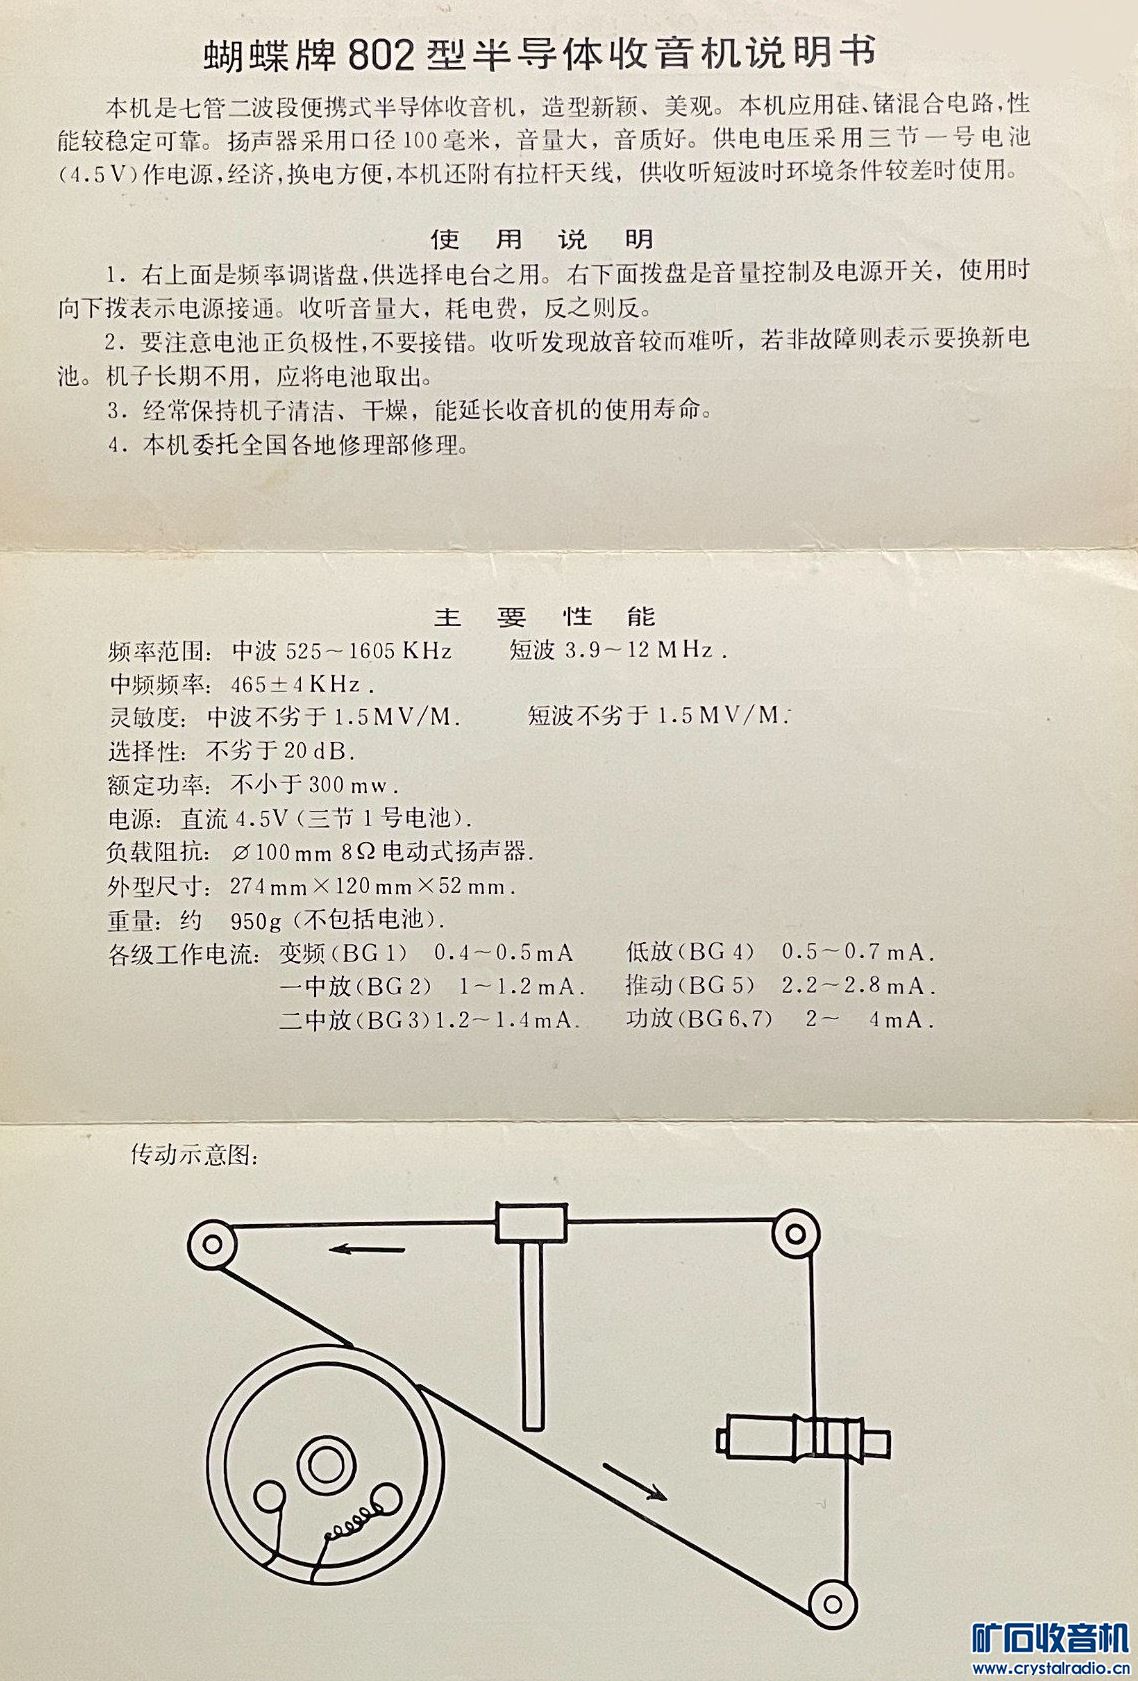 蝴蝶牌802型半导体收音机说明书
本机是七管二波段便携式半导体收音机，造型新颖、美观。本机应用硅、锗混合电路,性
能较稳定可靠。扬声器采用口径100毫米，音量大，音质好。供电电压采用三节一号电池
(4.5V)作电源,经济,换电方便,本机还附有拉杆天线，供收听短波时环境条件较差时使用。
使 用 说 明
1. 右上面是频率调谐盘,供选择电台之用。右下面拨盘是音量控制及电源开关，使用时
向下拨表示电源接通。收听音量大，耗电费，反之则反。
2. 要注意电池正负极性,不要接错。收听发现放音较而难听，若非故障则表示要换新电
池。机子长期不用，应将电池取出。
3. 经常保持机子清洁、干燥，能延长收音机的使用寿命。
4. 本机委托全国各地修理部修理。
主 要 性 能
频率范围: 中波 525~1605 KHz 短波 3.9~12 MHz .
中频频率: 465±4KHz .
灵敏度: 中波不劣于1.5MV/M. 短波不劣于1.5MV/M.
选择性: 不劣于20dB.
额定功率: 不小于300mw.
电源: 直流4.5V(三节1号电池).
负载阻抗: ∅100mm 8Ω电动式扬声器.
外型尺寸: 274mm×120mm×52mm.
重量: 约 950g (不包括电池).
各级工作电流: 变频(BG1) 0.4~0.5mA 低放(BG4) 0.5~0.7mA.
一中放(BG2) 1~1.2mA. 推动(BG5) 2.2~2.8mA.
二中放(BG3)1.2~1.4mA. 功放(BG6、7) 2~ 4mA.
传动示意图:
矿石收音机
www.crystalradio.cn